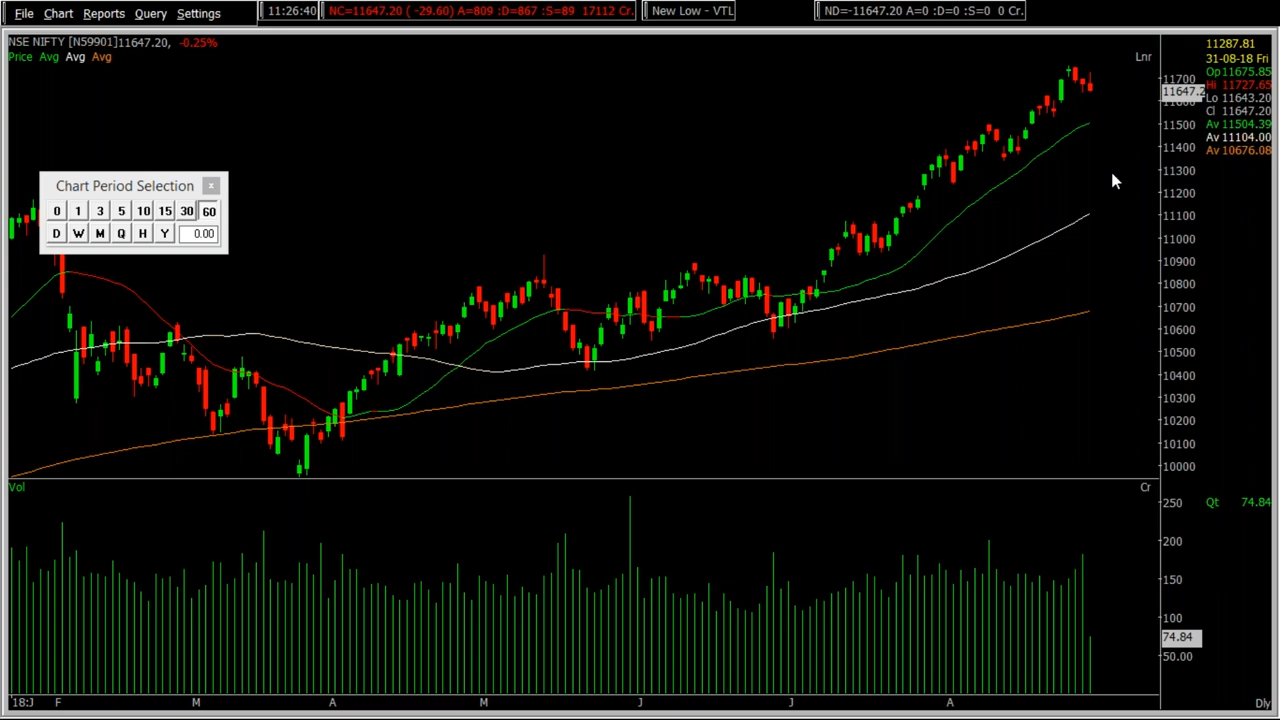 File Chart Reports Query Settings 11:26:40 NC=11647.20 ( -29.60) A=809 :D=867 :S=89 17112 Cr. New Low - VTL ND=-11647.20 A=0 :D=0 :S=0 0 Cr.
NSE NIFTY [N59901]11647.20, -0.25%
Price Avg Avg Avg
Lnr
11287.81
31-08-18 Fri
Op11675.85
Hi 11727.65
Lo 11643.20
Cl 11647.20
Av 11504.39
Av 11104.00
Av 10676.08
11700
11647.2
11600
11500
11400
11300
11200
11100
11000
10900
10800
10700
10600
10500
10400
10300
10200
10100
10000
Chart Period Selection x
0 1 3 5 10 15 30 60
D W M Q H Y 0.00
Vol
Cr
Qt 74.84
250
200
150
100
74.84
50.00
'18:J F M A M J J A Dly